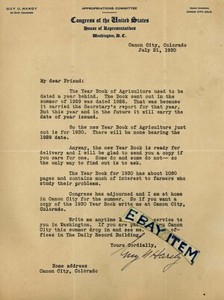 GUY U. HARDY
APPROPRIATIONS COMMITTEE
Congress of the United States
House of Representatives
Washington, D.C.
Canon City, Colorado
July 21, 1930
My dear Friend:
The Year Book of Agriculture used to be
dated a year behind. The Book sent out in the
summer of 1929 was dated 1928. That was because
it carried the Secretary's report for that year.
But this year and in the future it will carry the
date of year issued.
So the new Year Book of Agriculture just
out is for 1930. There will be none bearing the
1929 date.
Anyway, the new Year Book is ready for
delivery and I will be glad to send you a copy
if you care for one. Some do and some do not--so
the only way to find out is to ask.
The Year Book for 1930 has about 1080
pages and contains much of interest to farmers who
study their problems.
Congress has adjourned and I am at home in
Canon City for the summer. So if you want a
copy of the 1930 Year Book write me at Canon City,
Colorado.
Write me anytime I can be of service to
you in Washington. If you are in Canon City
this summer drop in and see me.
offices in The Daily Record Building.
Yours Cordially,
Guy U Hardy
Home address
Canon City, Colorado
EBAY ITEM